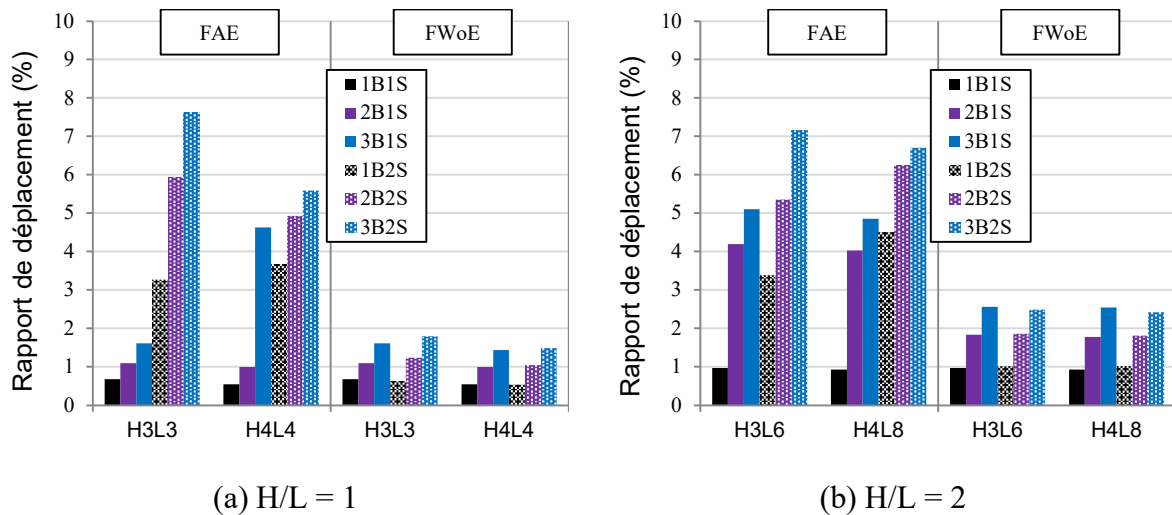 FAE
FWoE
Rapport de déplacement (%)
10
9
8
7
6
5
4
3
2
1
0
1B1S
2B1S
3B1S
1B2S
2B2S
3B2S
H3L3
H4L4
H3L3
H4L4
(a) H/L = 1
FAE
FWoE
Rapport de déplacement (%)
10
9
8
7
6
5
4
3
2
1
0
1B1S
2B1S
3B1S
1B2S
2B2S
3B2S
H3L6
H4L8
H3L6
H4L8
(b) H/L = 2